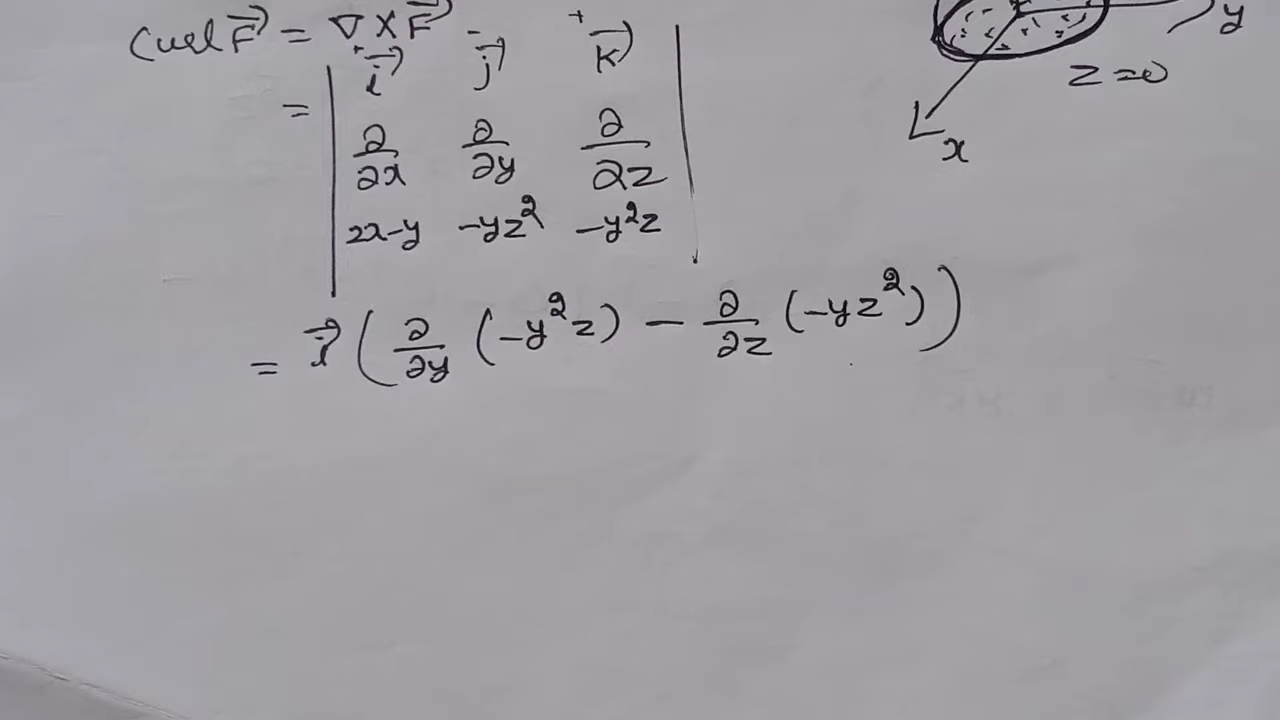 Curl F⃗ = ∇ × F⃗
+ - +
= | i⃗ j⃗ k⃗ |
∂/∂x ∂/∂y ∂/∂z
2x-y -yz² -y²z
= i⃗ ( ∂/∂y (-y²z) - ∂/∂z (-yz²) )
y
z=0
x